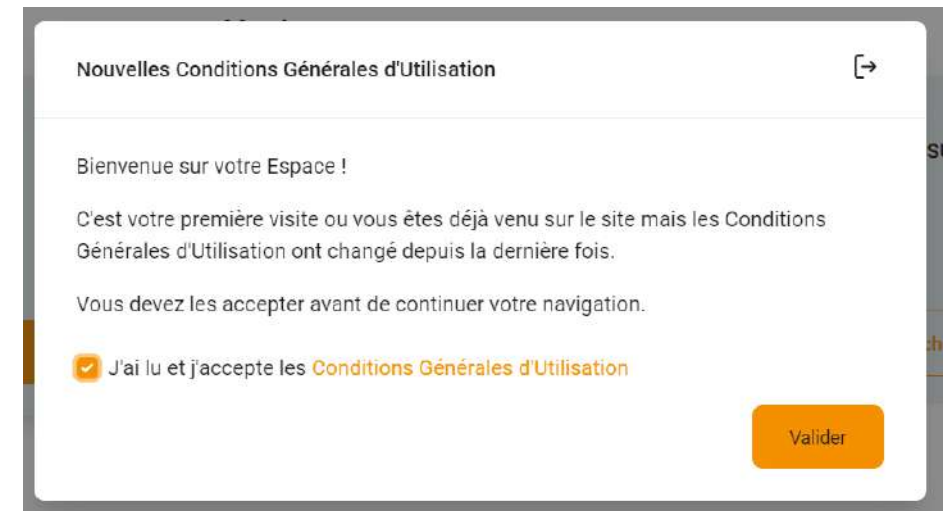 Nouvelles Conditions Générales d'Utilisation
Bienvenue sur votre Espace !
C'est votre première visite ou vous êtes déjà venu sur le site mais les Conditions
Générales d'Utilisation ont changé depuis la dernière fois.
Vous devez les accepter avant de continuer votre navigation.
J'ai lu et j'accepte les Conditions Générales d'Utilisation
Valider